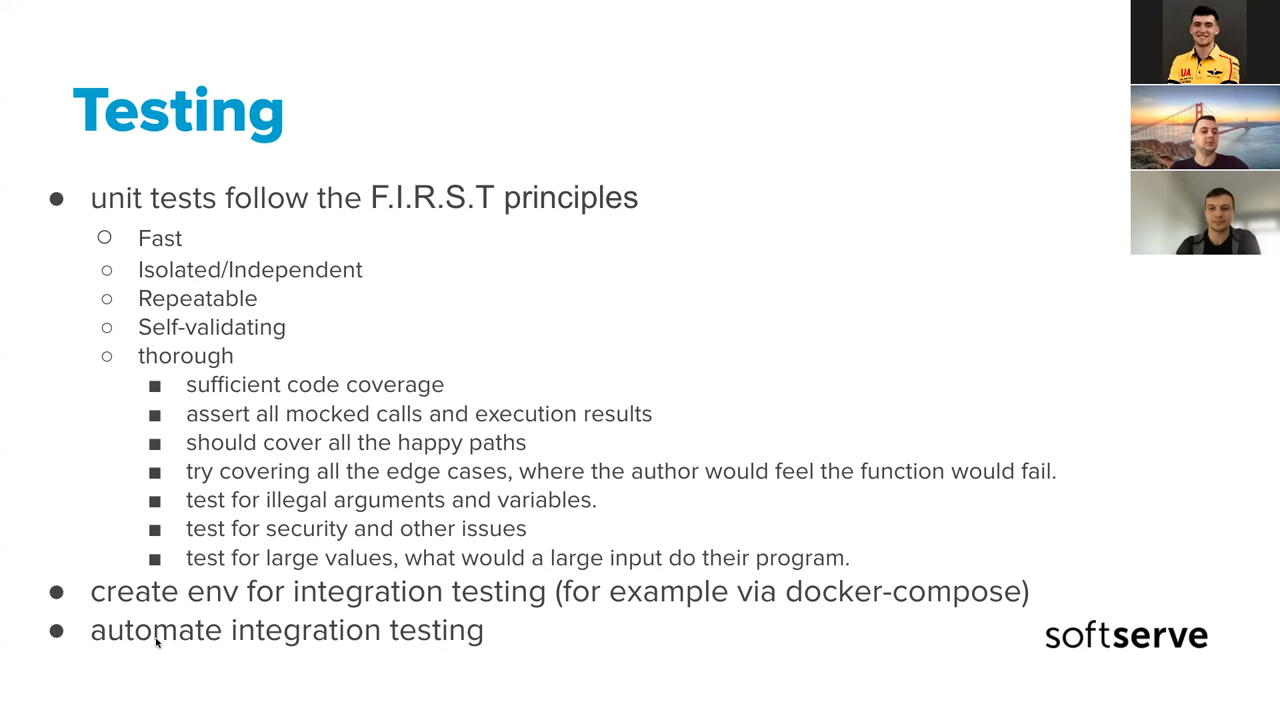 Testing
● unit tests follow the F.I.R.S.T principles
○ Fast
○ Isolated/Independent
○ Repeatable
○ Self-validating
○ thorough
■ sufficient code coverage
■ assert all mocked calls and execution results
■ should cover all the happy paths
■ try covering all the edge cases, where the author would feel the function would fail.
■ test for illegal arguments and variables.
■ test for security and other issues
■ test for large values, what would a large input do their program.
● create env for integration testing (for example via docker-compose)
● automate integration testing
softserve
UA